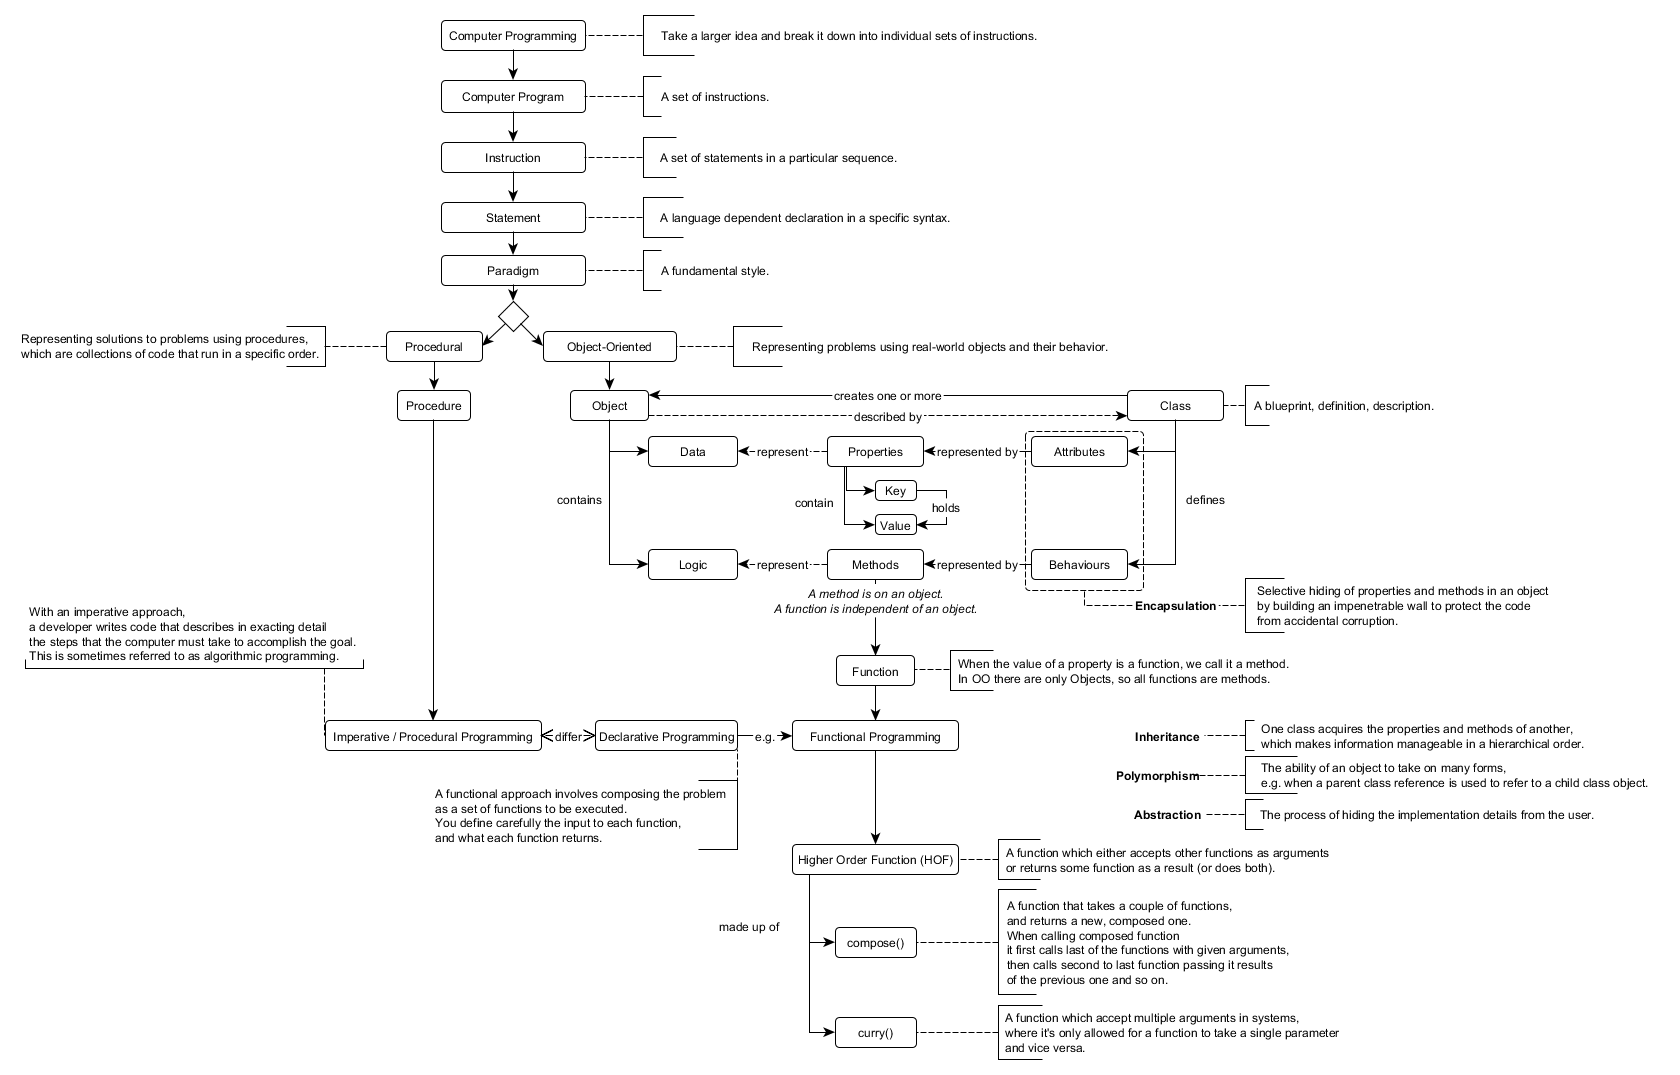 Computer Programming
Take a larger idea and break it down into individual sets of instructions.
Computer Program
A set of instructions.
Instruction
A set of statements in a particular sequence.
Statement
A language dependent declaration in a specific syntax.
Paradigm
A fundamental style.
Representing solutions to problems using procedures,
which are collections of code that run in a specific order.
Procedural
Object-Oriented
Representing problems using real-world objects and their behavior.
Procedure
Object
creates one or more
described by
Class
A blueprint, definition, description.
Data
represent
Properties
represented by
Attributes
contains
contain
Key
holds
Value
defines
Logic
represent
Methods
represented by
Behaviours
A method is on an object.
A function is independent of an object.
Encapsulation
Selective hiding of properties and methods in an object
by building an impenetrable wall to protect the code
from accidental corruption.
With an imperative approach,
a developer writes code that describes in exacting detail
the steps that the computer must take to accomplish the goal.
This is sometimes referred to as algorithmic programming.
Function
When the value of a property is a function, we call it a method.
In OO there are only Objects, so all functions are methods.
Imperative / Procedural Programming
differ
Declarative Programming
e.g.
Functional Programming
Inheritance
One class acquires the properties and methods of another,
which makes information manageable in a hierarchical order.
Polymorphism
The ability of an object to take on many forms,
e.g. when a parent class reference is used to refer to a child class object.
Abstraction
The process of hiding the implementation details from the user.
A functional approach involves composing the problem
as a set of functions to be executed.
You define carefully the input to each function,
and what each function returns.
Higher Order Function (HOF)
A function which either accepts other functions as arguments
or returns some function as a result (or does both).
made up of
compose()
A function that takes a couple of functions,
and returns a new, composed one.
When calling composed function
it first calls last of the functions with given arguments,
then calls second to last function passing it results
of the previous one and so on.
curry()
A function which accept multiple arguments in systems,
where it's only allowed for a function to take a single parameter
and vice versa.